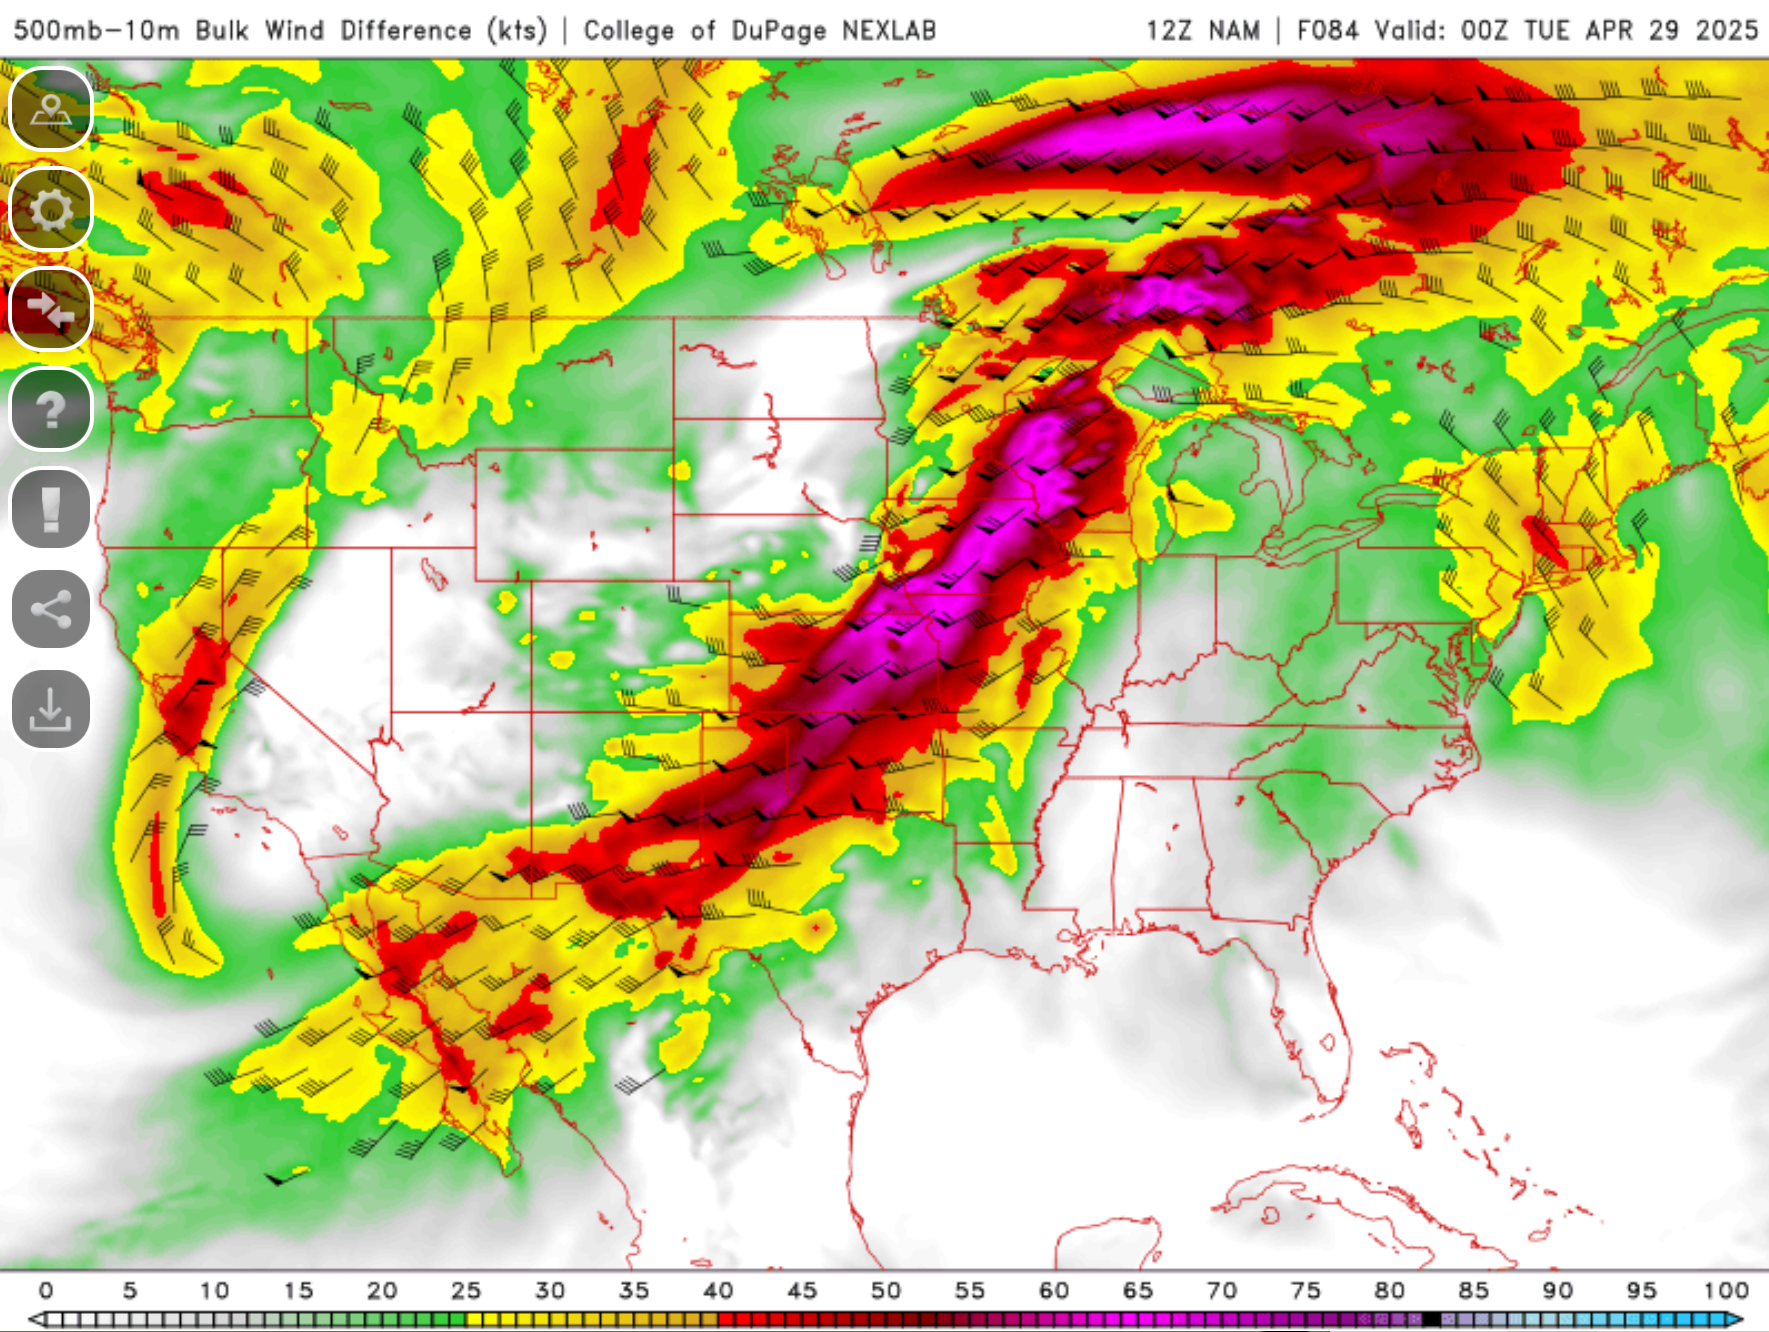 500mb-10m Bulk Wind Difference (kts) | College of DuPage NEXLAB
12Z NAM | F084 Valid: 00Z TUE APR 29 2025
?
!
0 5 10 15 20 25 30 35 40 45 50 55 60 65 70 75 80 85 90 95 100